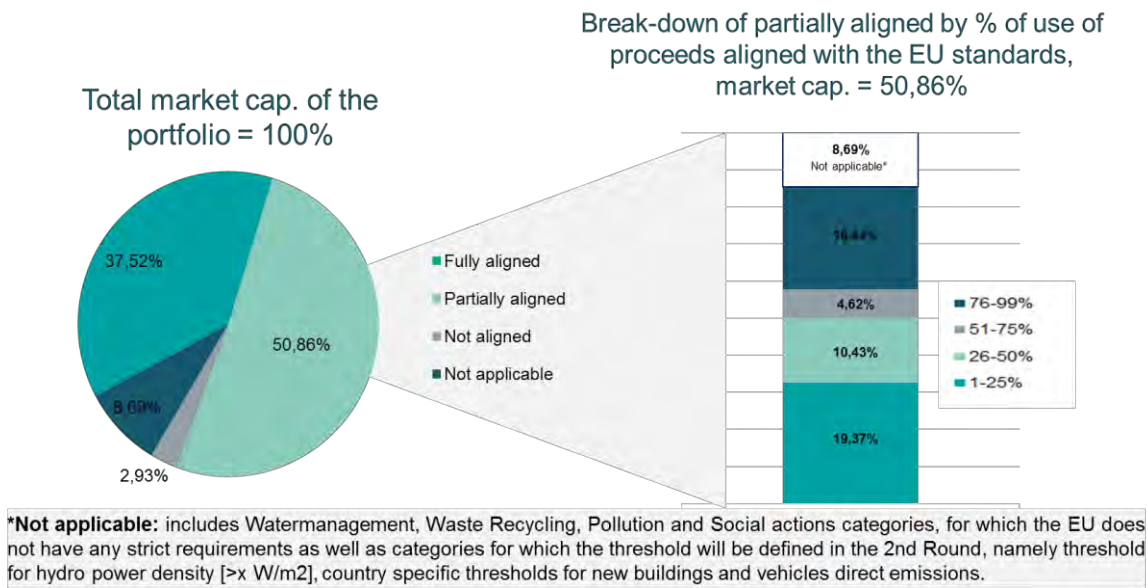 Break-down of partially aligned by % of use of
proceeds aligned with the EU standards,
market cap. = 50,86%
Total market cap. of the
portfolio = 100%
37,52%
50,86%
8,69%
2,93%
Fully aligned
Partially aligned
Not aligned
Not applicable
8,69%
Not applicable*
16,44%
4,62%
10,43%
19,37%
76-99%
51-75%
26-50%
1-25%
*Not applicable: includes Watermanagement, Waste Recycling, Pollution and Social actions categories, for which the EU does
not have any strict requirements as well as categories for which the threshold will be defined in the 2nd Round, namely threshold
for hydro power density [>x W/m2], country specific thresholds for new buildings and vehicles direct emissions.